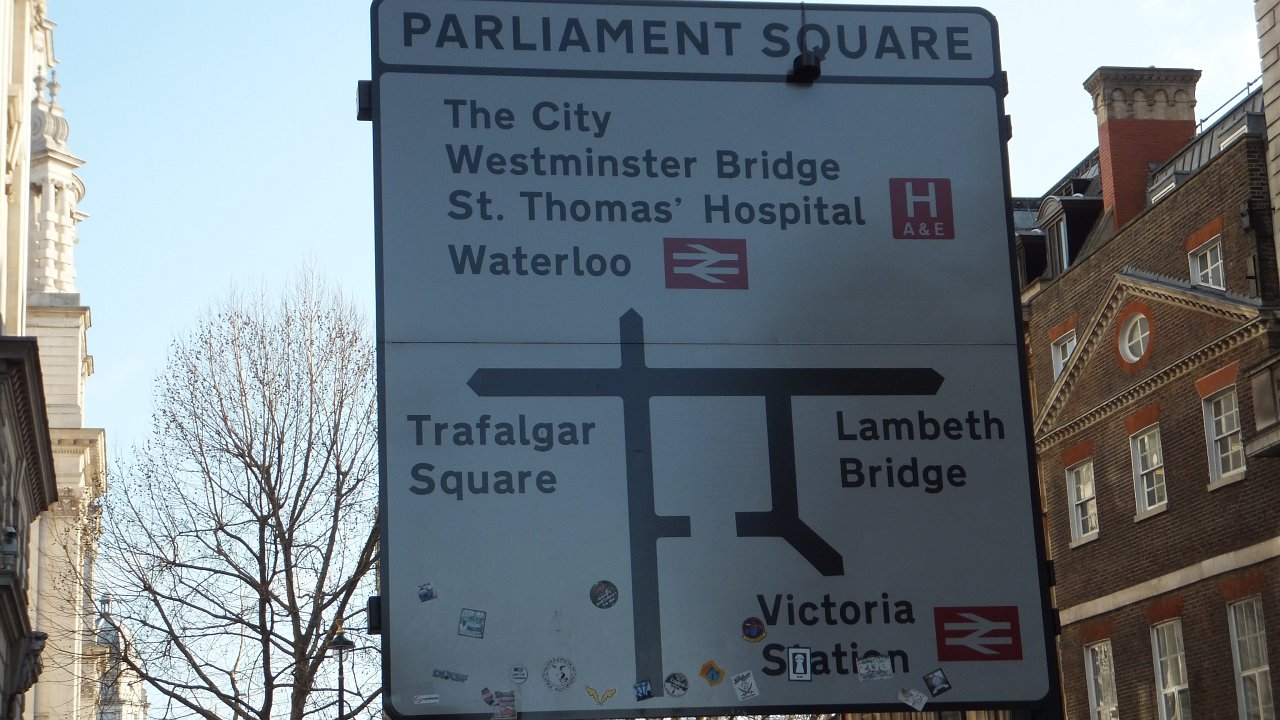 PARLIAMENT SQUARE
The City
Westminster Bridge
St. Thomas' Hospital H
A & E
Waterloo
Trafalgar
Square
Lambeth
Bridge
Victoria
Station